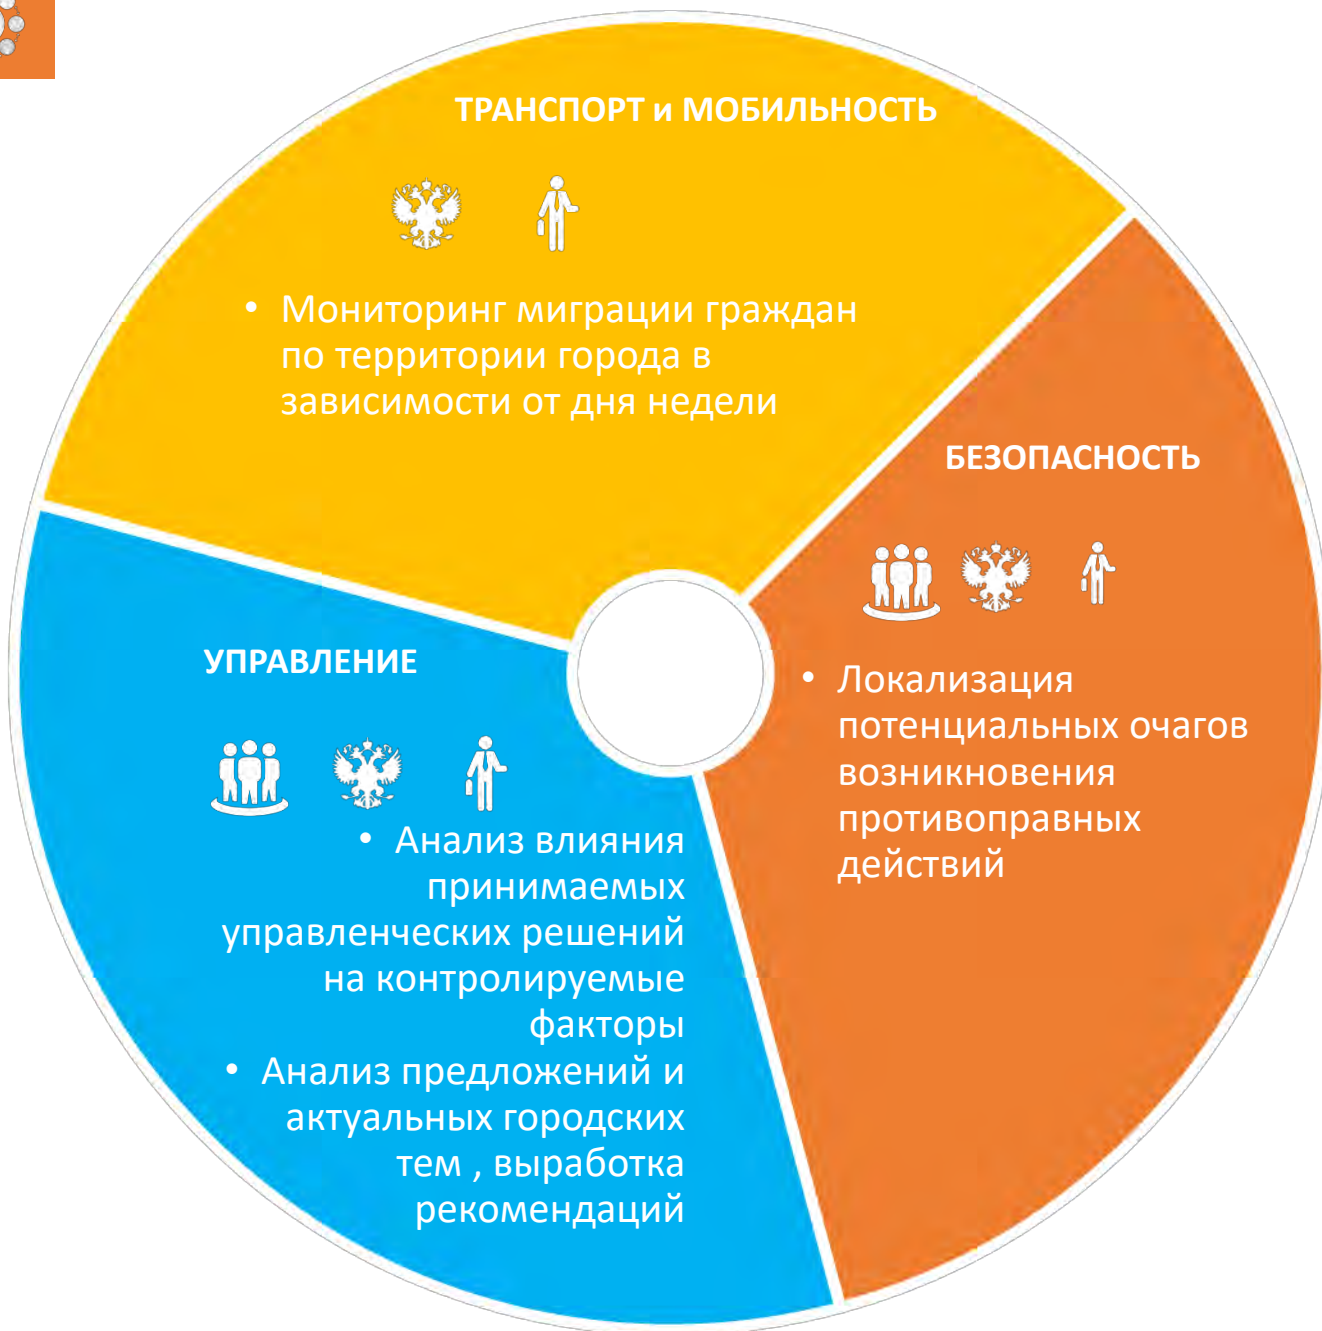 ТРАНСПОРТ и МОБИЛЬНОСТЬ
• Мониторинг миграции граждан
по территории города в
зависимости от дня недели
БЕЗОПАСНОСТЬ
• Локализация
потенциальных очагов
возникновения
противоправных
действий
УПРАВЛЕНИЕ
• Анализ влияния
принимаемых
управленческих решений
на контролируемые
факторы
• Анализ предложений и
актуальных городских
тем , выработка
рекомендаций